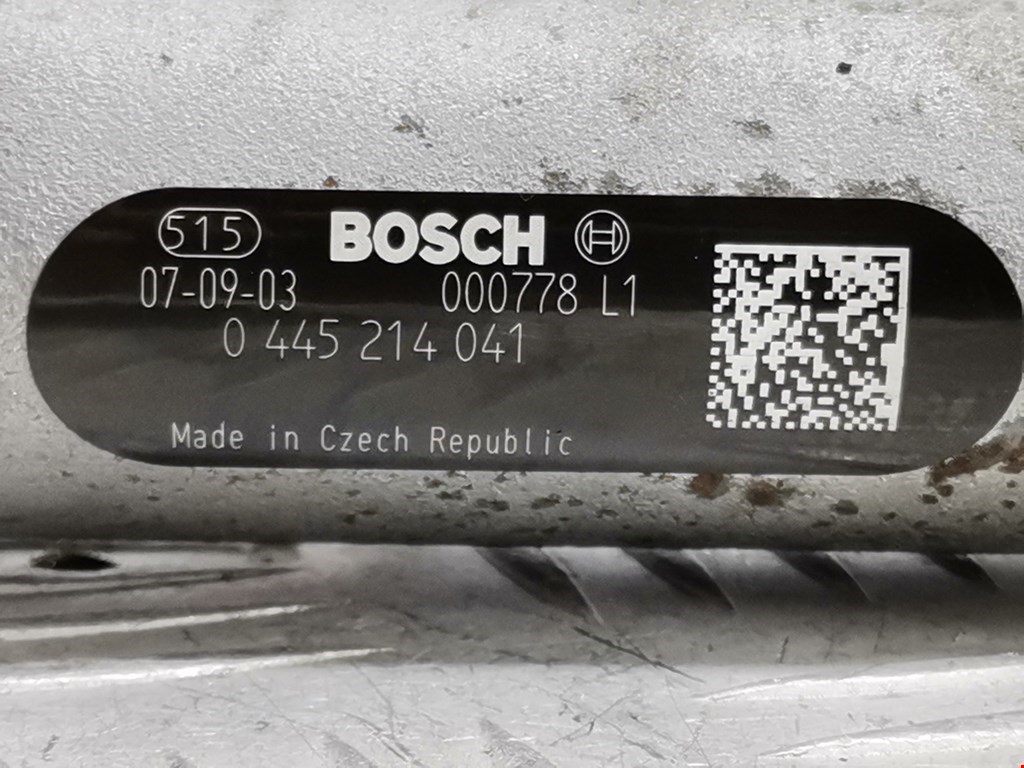 515 BOSCH
07-09-03 000778 L1
0 445 214 041
Made in Czech Republic